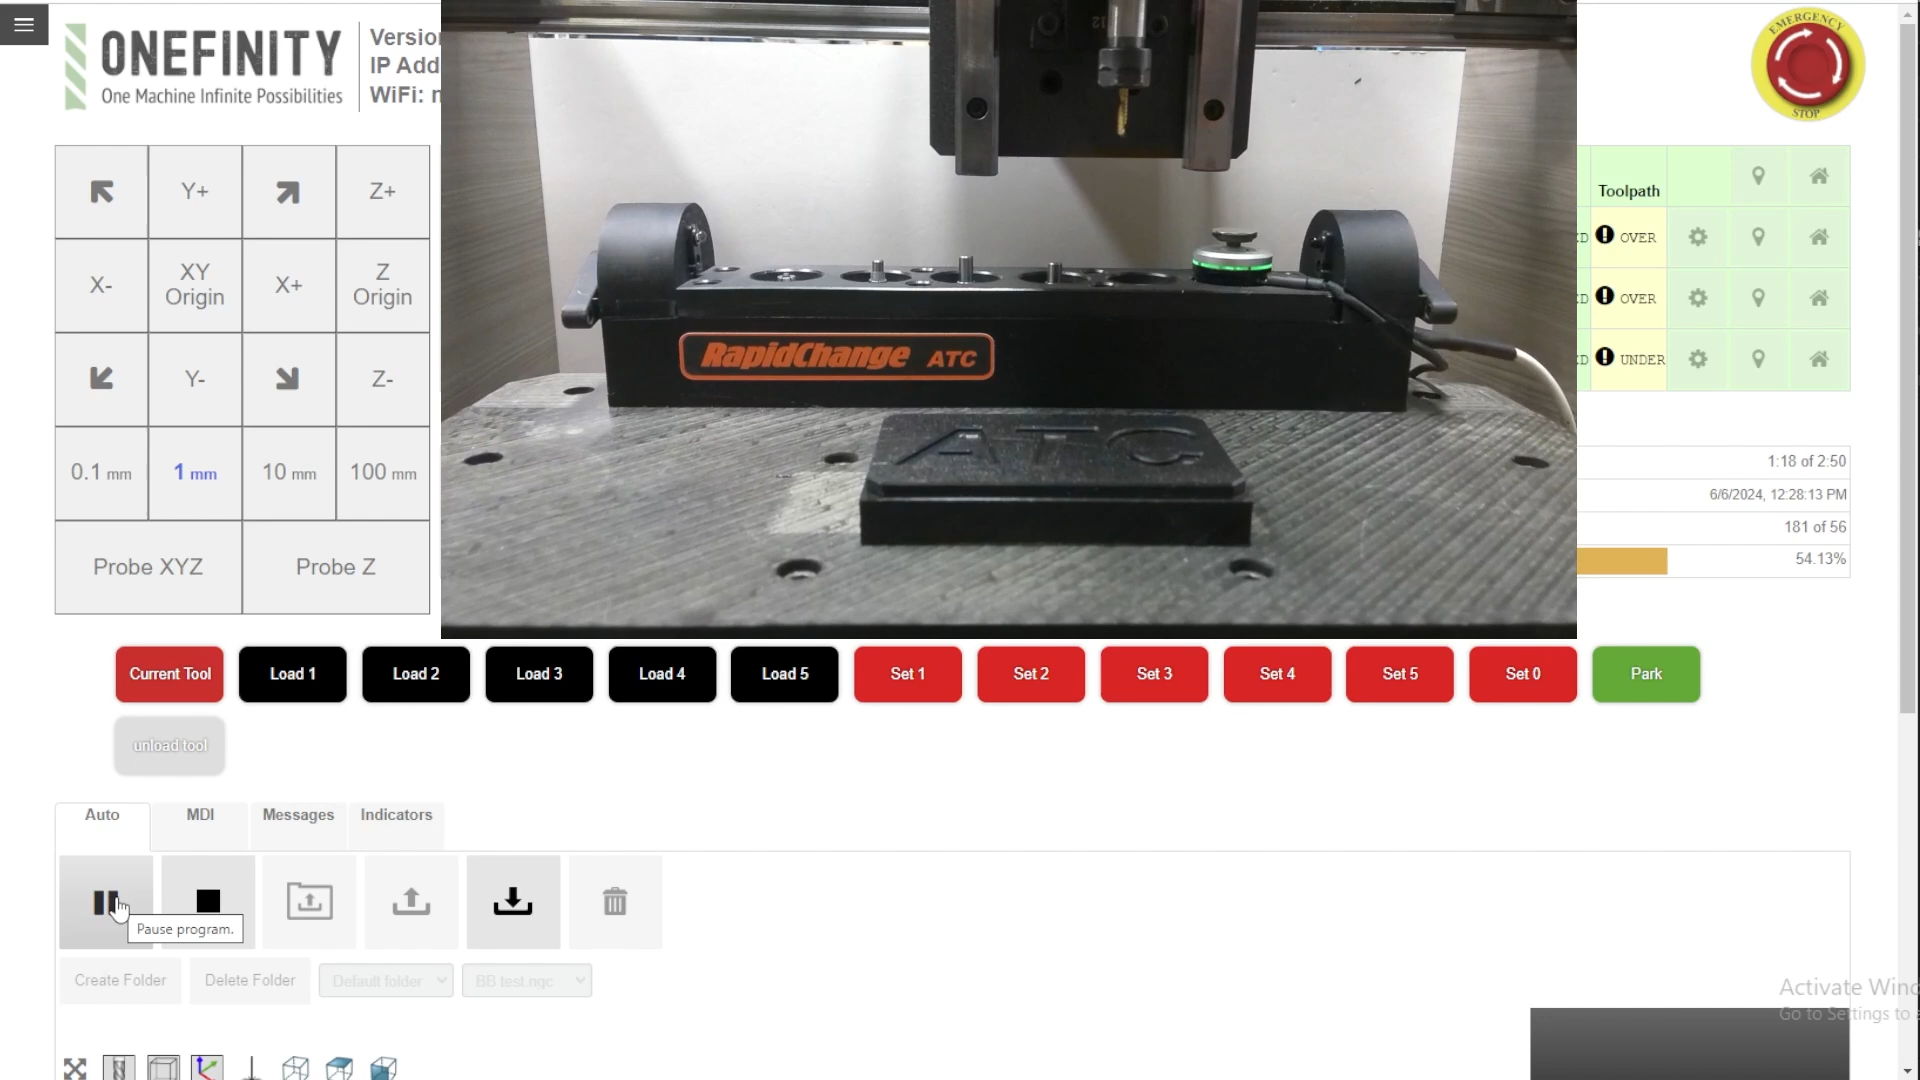 ONEFINITY
One Machine Infinite Possibilities
Version
IP Add
WiFi:
EMERGENCY
STOP
Y+
Z+
X-
XY
Origin
X+
Z
Origin
Y-
Z-
0.1 mm
1 mm
10 mm
100 mm
Probe XYZ
Probe Z
RapidChange ATC
ATC
Toolpath
OVER
OVER
UNDER
1:18 of 2:50
6/6/2024, 12:28:13 PM
181 of 56
54.13%
Current Tool
Load 1
Load 2
Load 3
Load 4
Load 5
Set 1
Set 2
Set 3
Set 4
Set 5
Set 0
Park
unload tool
Auto
MDI
Messages
Indicators
Pause program.
Create Folder
Delete Folder
Default folder
BB test.ngc
Activate Wind
Go to Settings to a